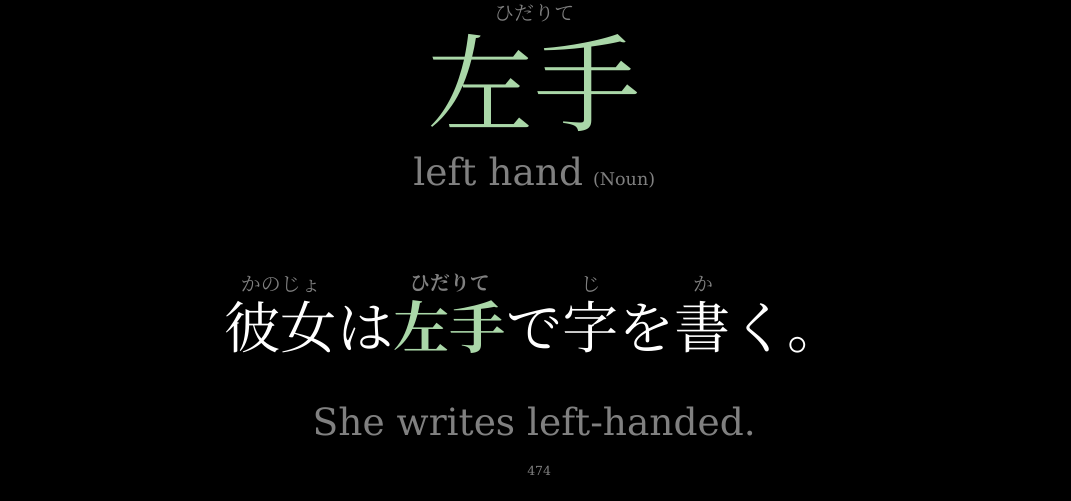 ひだりて
左手
left hand (Noun)
かのじょ ひだりて じ か
彼女は左手で字を書く。
She writes left-handed.
474